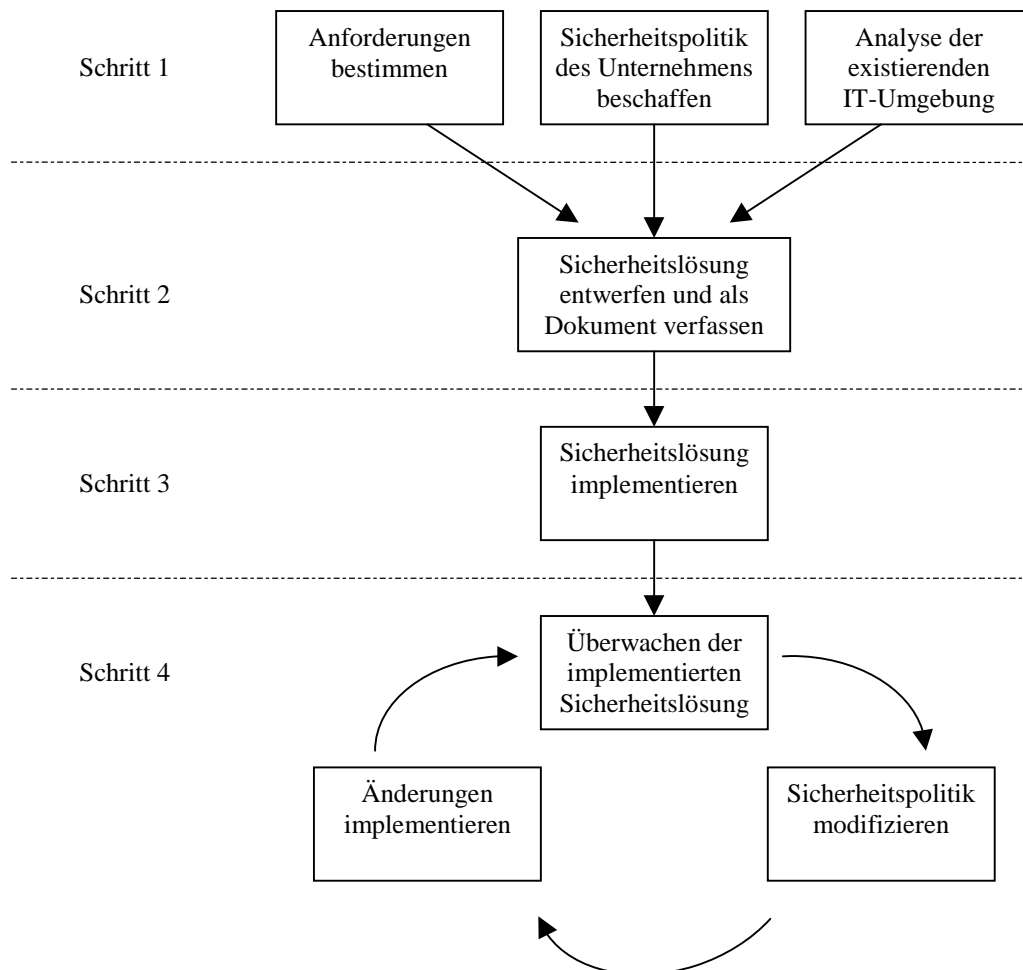 Schritt 1
Anforderungen
bestimmen
Sicherheitspolitik
des Unternehmens
beschaffen
Analyse der
existierenden
IT-Umgebung
Schritt 2
Sicherheitslösung
entwerfen und als
Dokument verfassen
Schritt 3
Sicherheitslösung
implementieren
Schritt 4
Überwachen der
implementierten
Sicherheitslösung
Änderungen
implementieren
Sicherheitspolitik
modifizieren